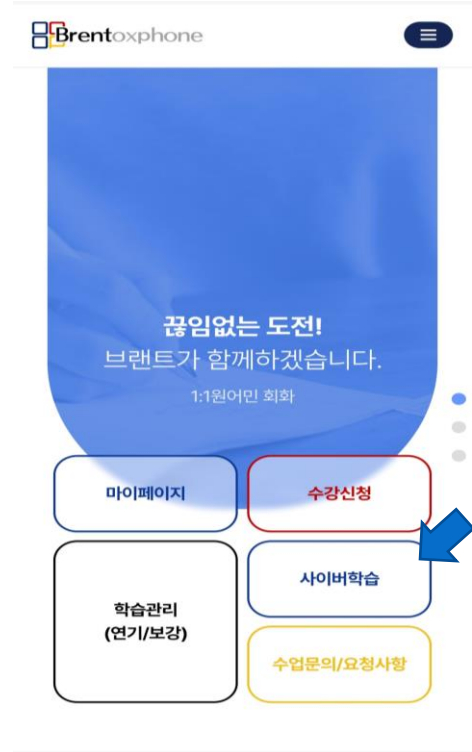 Brentoxphone
끊임없는 도전!
브랜트가 함께하겠습니다.
1:1원어민 회화
마이페이지
수강신청
사이버학습
학습관리
(연기/보강)
수업문의/요청사항